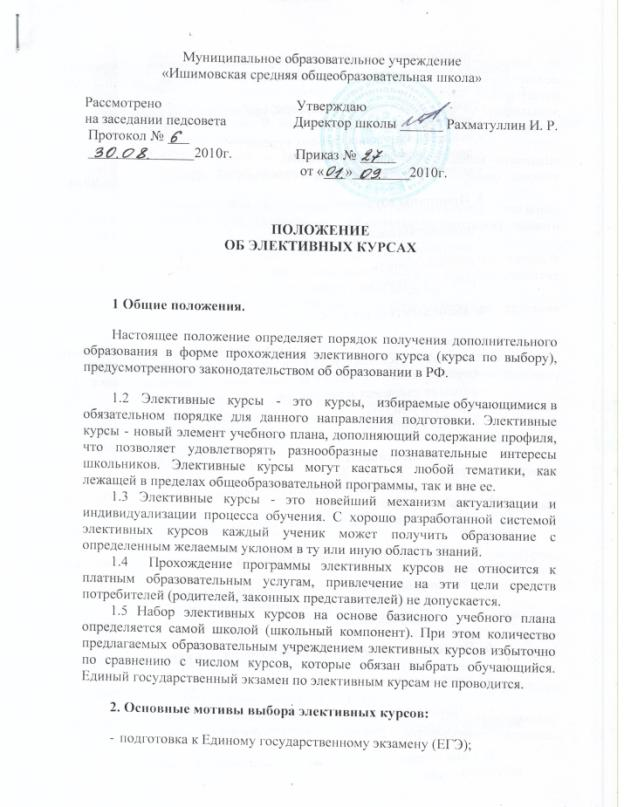 Муниципальное образовательное учреждение
«Ишимовская средняя общеобразовательная школа»
Рассмотрено Утверждаю
на заседании педсовета Директор школы ______ Рахматуллин И. Р.
Протокол № 6
30.08. 2010г. Приказ № 27
от «01» 09 2010г.
ПОЛОЖЕНИЕ
ОБ ЭЛЕКТИВНЫХ КУРСАХ
1 Общие положения.
Настоящее положение определяет порядок получения дополнительного
образования в форме прохождения элективного курса (курса по выбору),
предусмотренного законодательством об образовании в РФ.
1.2 Элективные курсы - это курсы, избираемые обучающимися в
обязательном порядке для данного направления подготовки. Элективные
курсы - новый элемент учебного плана, дополняющий содержание профиля,
что позволяет удовлетворять разнообразные познавательные интересы
школьников. Элективные курсы могут касаться любой тематики, как
лежащей в пределах общеобразовательной программы, так и вне ее.
1.3 Элективные курсы - это новейший механизм актуализации и
индивидуализации процесса обучения. С хорошо разработанной системой
элективных курсов каждый ученик может получить образование с
определенным желаемым уклоном в ту или иную область знаний.
1.4 Прохождение программы элективных курсов не относится к
платным образовательным услугам, привлечение на эти цели средств
потребителей (родителей, законных представителей) не допускается.
1.5 Набор элективных курсов на основе базисного учебного плана
определяется самой школой (школьный компонент). При этом количество
предлагаемых образовательным учреждением элективных курсов избыточно
по сравнению с числом курсов, которые обязан выбрать обучающийся.
Единый государственный экзамен по элективным курсам не проводится.
2. Основные мотивы выбора элективных курсов:
- подготовка к Единому государственному экзамену (ЕГЭ);